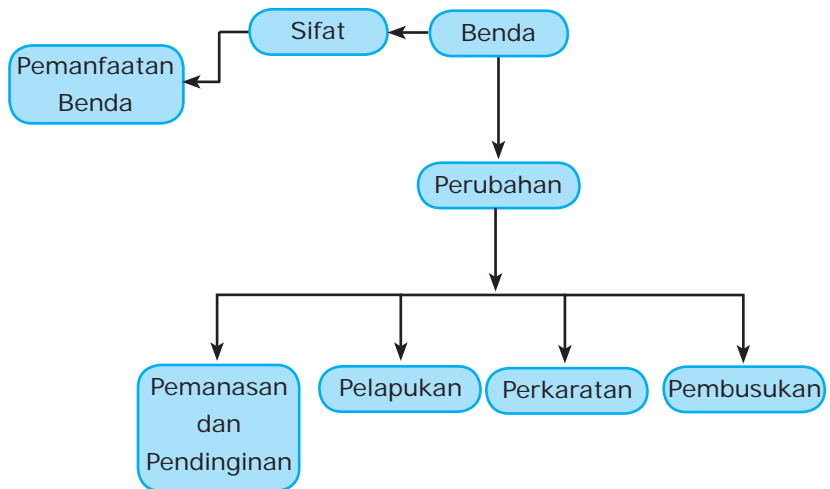 Sifat
Benda
Pemanfaatan
Benda
Perubahan
Pemanasan
dan
Pendinginan
Pelapukan
Perkaratan
Pembusukan